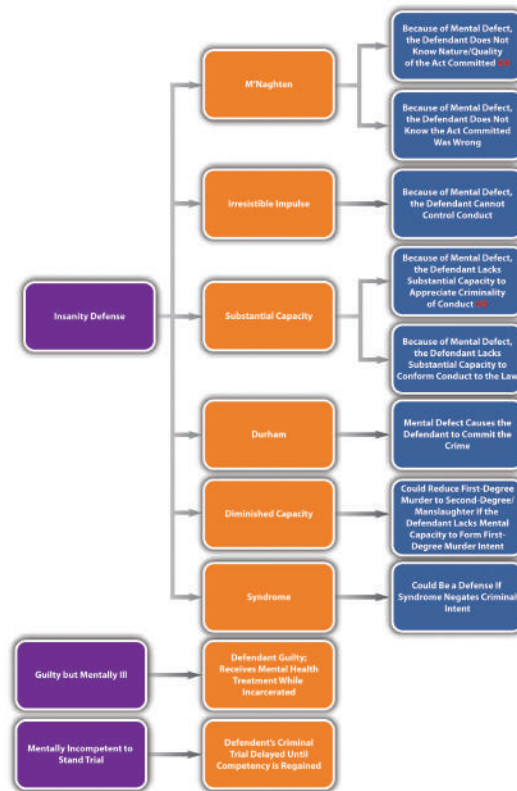 M'Naghten
Because of Mental Defect,
the Defendant Does Not
Know Nature/Quality
of the Act Committed OR
Because of Mental Defect,
the Defendant Does Not
Know the Act Committed
Was Wrong
Irresistible Impulse
Because of Mental Defect,
the Defendant Cannot
Control Conduct
Insanity Defense
Substantial Capacity
Because of Mental Defect,
the Defendant Lacks
Substantial Capacity to
Appreciate Criminality
of Conduct OR
Because of Mental Defect,
the Defendant Lacks
Substantial Capacity to
Conform Conduct to the Law
Durham
Mental Defect Causes the
Defendant to Commit the
Crime
Diminished Capacity
Could Reduce First-Degree
Murder to Second-Degree/
Manslaughter If the
Defendant Lacks Mental
Capacity to Form First-
Degree Murder Intent
Syndrome
Could Be a Defense If
Syndrome Negates Criminal
Intent
Guilty but Mentally Ill
Defendant Guilty;
Receives Mental Health
Treatment While
Incarcerated
Mentally Incompetent to
Stand Trial
Defendent's Criminal
Trial Delayed Until
Competency is Regained